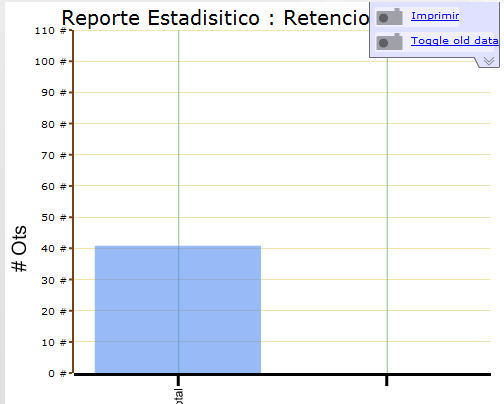 Reporte Estadisitico : Retencio
Imprimir
Toggle old data
110 #
100 #
90 #
80 #
70 #
60 #
50 #
40 #
30 #
20 #
10 #
0 #
# Ots
otal